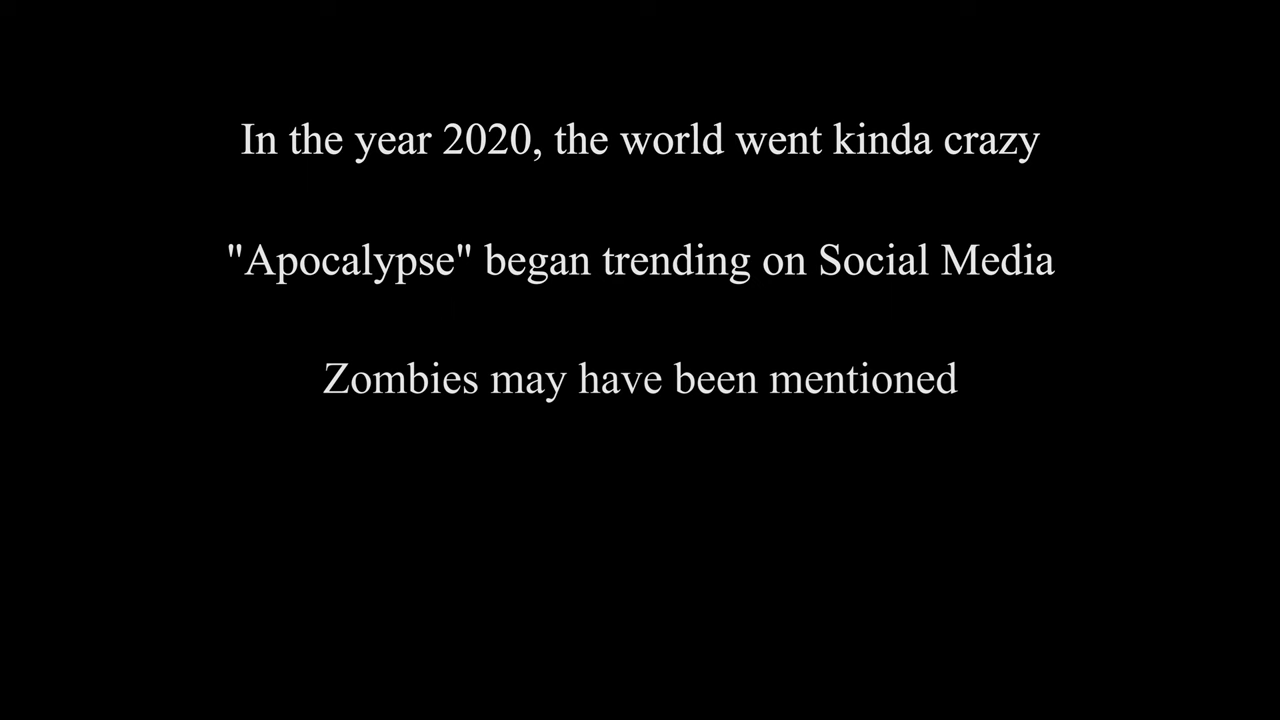 In the year 2020, the world went kinda crazy
"Apocalypse" began trending on Social Media
Zombies may have been mentioned